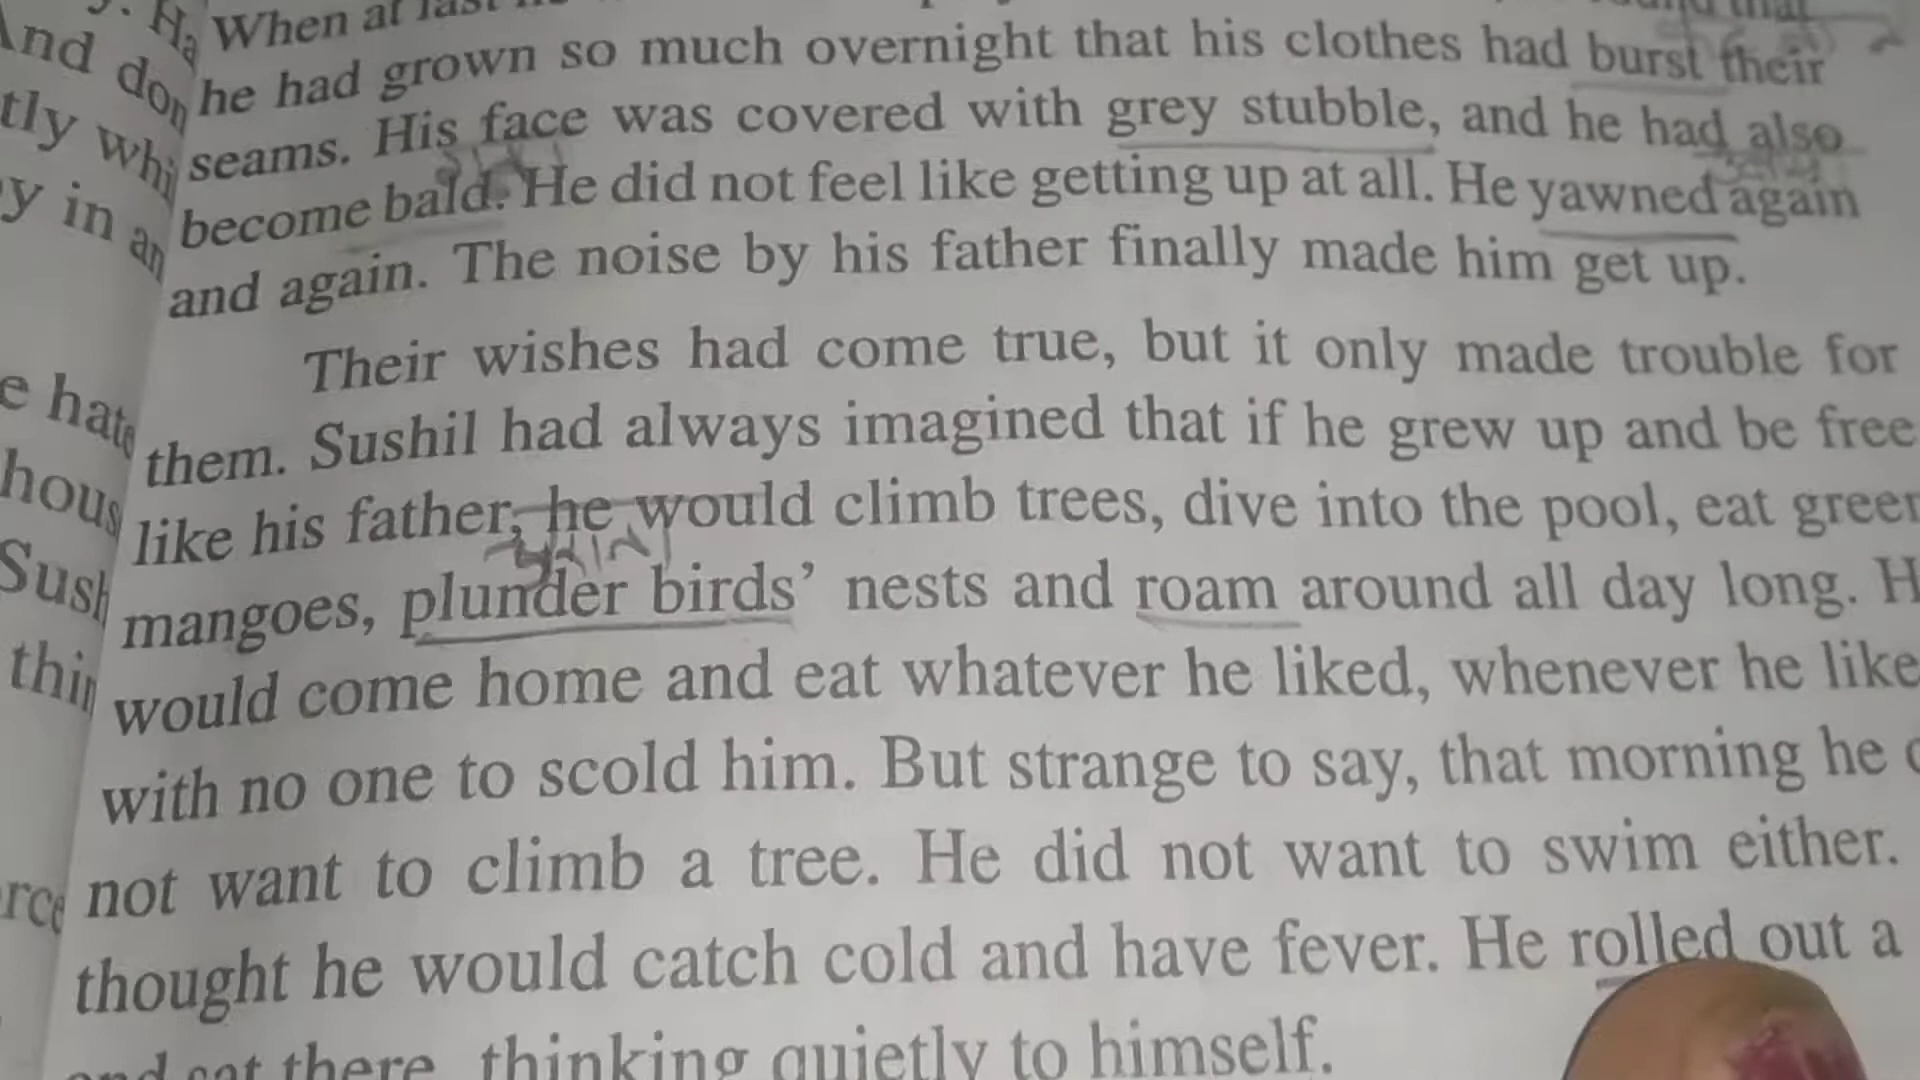 When at last
he had grown so much overnight that his clothes had burst their
seams. His face was covered with grey stubble, and he had also
become bald. He did not feel like getting up at all. He yawned again
and again. The noise by his father finally made him get up.
Their wishes had come true, but it only made trouble for
them. Sushil had always imagined that if he grew up and be free
like his father, he would climb trees, dive into the pool, eat green
mangoes, plunder birds' nests and roam around all day long. H
would come home and eat whatever he liked, whenever he like
with no one to scold him. But strange to say, that morning he
not want to climb a tree. He did not want to swim either.
thought he would catch cold and have fever. He rolled out a
and sat there thinking quietly to himself.